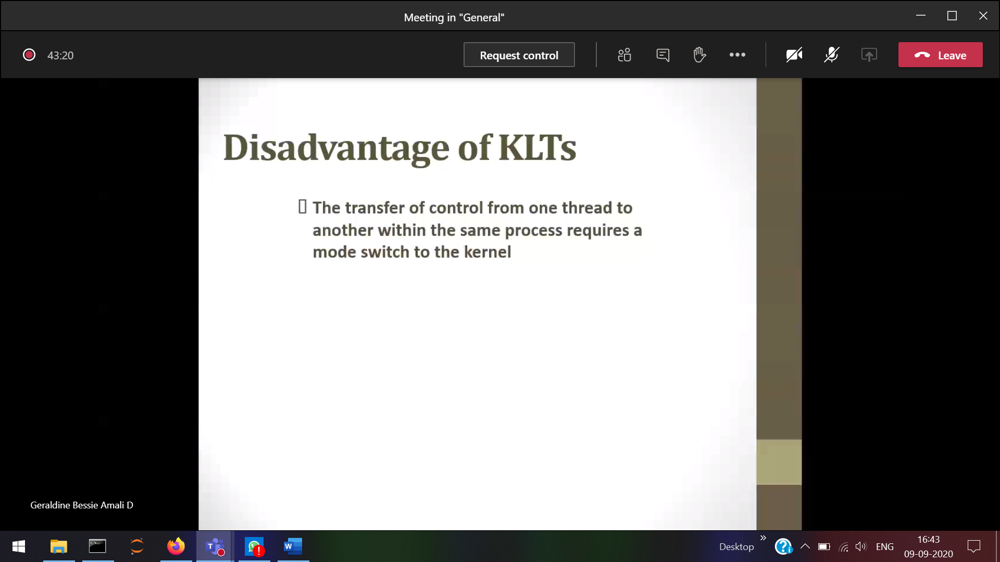 Meeting in "General"
43:20
Request control
Leave
Disadvantage of KLTs
The transfer of control from one thread to
another within the same process requires a
mode switch to the kernel
Geraldine Bessie Amali D
Desktop
ENG
16:43
09-09-2020